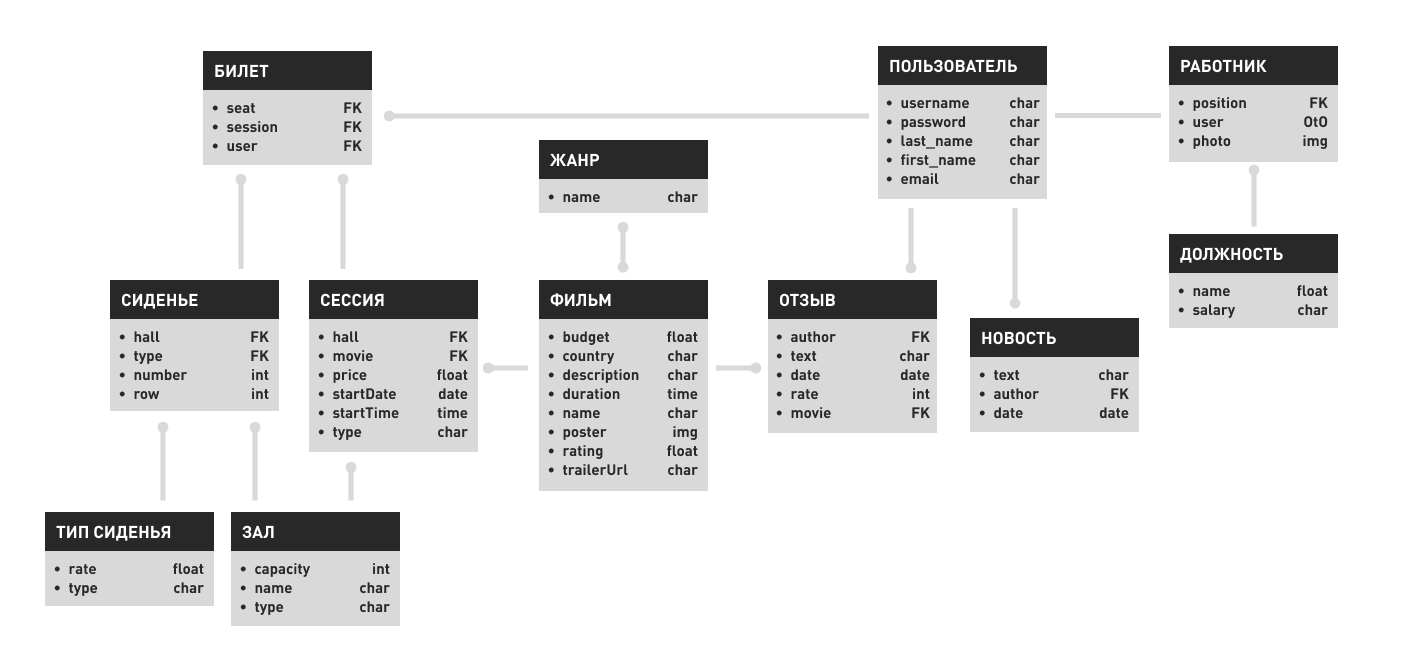 БИЛЕТ
• seat FK
• session FK
• user FK
ПОЛЬЗОВАТЕЛЬ
• username char
• password char
• last_name char
• first_name char
• email char
РАБОТНИК
• position FK
• user OtO
• photo img
ЖАНР
• name char
ДОЛЖНОСТЬ
• name float
• salary char
СИДЕНЬЕ
• hall FK
• type FK
• number int
• row int
СЕССИЯ
• hall FK
• movie FK
• price float
• startDate date
• startTime time
• type char
ФИЛЬМ
• budget float
• country char
• description char
• duration time
• name char
• poster img
• rating float
• trailerUrl char
ОТЗЫВ
• author FK
• text char
• date date
• rate int
• movie FK
НОВОСТЬ
• text char
• author FK
• date date
ТИП СИДЕНЬЯ
• rate float
• type char
ЗАЛ
• capacity int
• name char
• type char